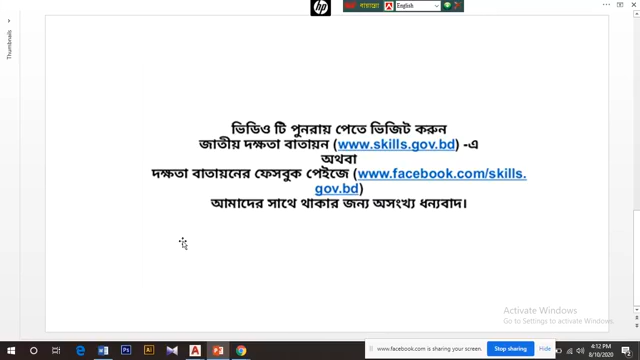 Thumbnails
hp
গায়াল্লো
English
ভিডিও টি পুনরায় পেতে ভিজিট করুন
জাতীয় দক্ষতা বাতায়ন (www.skills.gov.bd) -এ
অথবা
দক্ষতা বাতায়নের ফেসবুক পেইজে (www.facebook.com/skills.
gov.bd)
আমাদের সাথে থাকার জন্য অসংখ্য ধন্যবাদ।
Activate Windows
Go to Settings to activate Windows.
www.facebook.com is sharing your screen.
Stop sharing
Hide
4:12 PM
8/10/2020